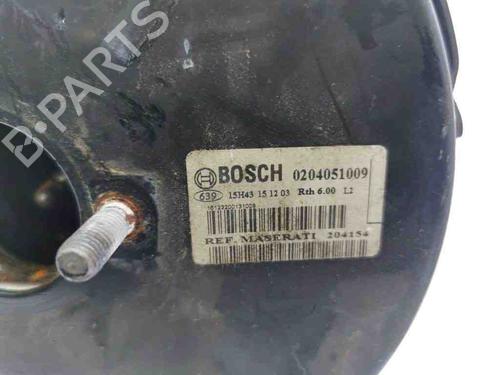 B-PARTS
BOSCH 0204051009
639 15H43 15 12 03 Rth 6.00 L2
REF. MASERATI 204154